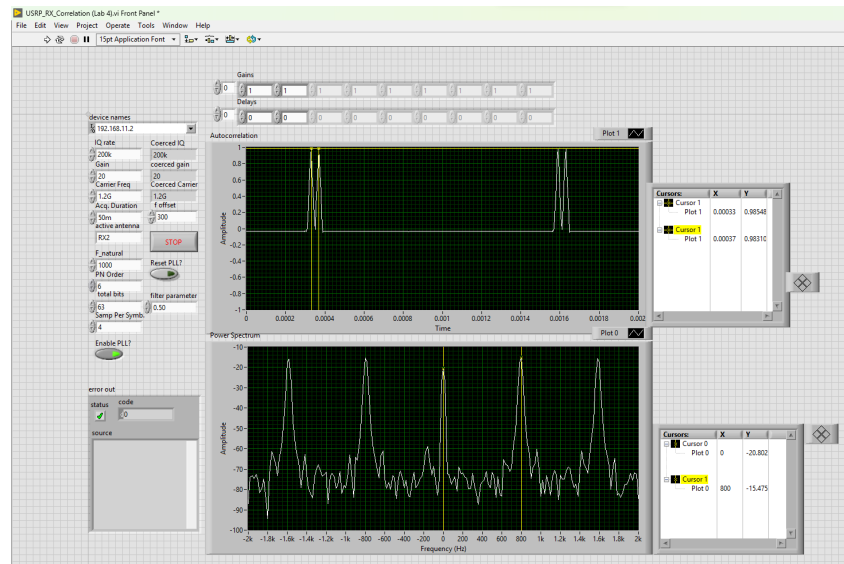 USRP_RX_Correlation (Lab 4).vi Front Panel *
File Edit View Project Operate Tools Window Help
15pt Application Font
Gains
0 1 1 1 1 1 1 1 1
Delays
0 0 0 0 0 0 0 0 0
device names
192.168.11.2
IQ rate Coerced IQ
200k 200k
Gain coerced gain
20 20
Carrier Freq Coerced Carrier
1.2G 1.2G
Acq. Duration f offset
50m 300
active antenna
RX2
STOP
F_natural
1000
Reset PLL?
PN Order
6
total bits filter parameter
63 0.50
Samp Per Symb.
4
Enable PLL?
error out
status code
0
source
Autocorrelation Plot 1
1
0.8
0.6
0.4
0.2
0
-0.2
-0.4
-0.6
-0.8
-1
Amplitude
0 0.0002 0.0004 0.0006 0.0008 0.001 0.0012 0.0014 0.0016 0.0018 0.002
Time
Cursors: X Y
Cursor 1
Plot 1 0.00033 0.98548
Cursor 1
Plot 1 0.00037 0.98310
Power Spectrum Plot 0
-10
-20
-30
-40
-50
-60
-70
-80
-90
-100
Amplitude
-2k -1.8k -1.6k -1.4k -1.2k -1k -800 -600 -400 -200 0 200 400 600 800 1k 1.2k 1.4k 1.6k 1.8k 2k
Frequency (Hz)
Cursors: X Y
Cursor 0
Plot 0 0 -20.802
Cursor 1
Plot 0 800 -15.475